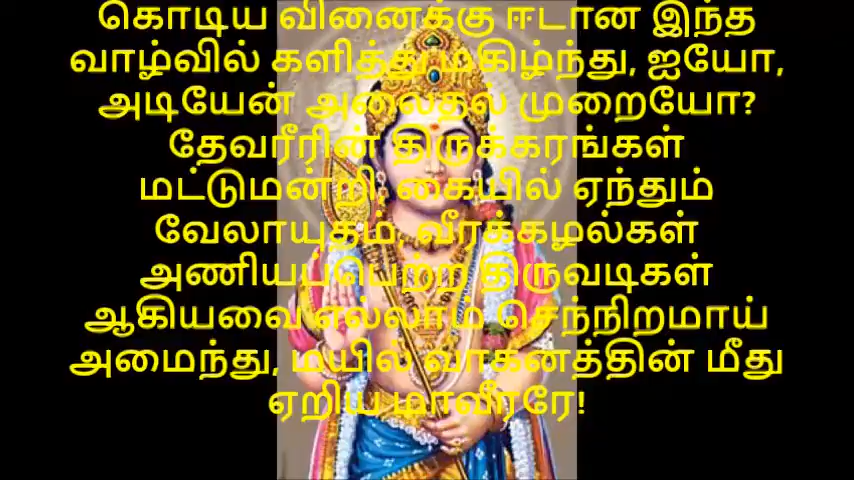 கொடிய வினைக்கு ஈடான இந்த
வாழ்வில் களித்து மகிழ்ந்து, ஐயோ,
அடியேன் அலைதல் முறையோ?
தேவரீரின் திருக்கரங்கள்
மட்டுமன்றி, கையில் ஏந்தும்
வேலாயுதம், வீரக்கழல்கள்
அணியப்பெற்ற திருவடிகள்
ஆகியவை எல்லாம் செந்நிறமாய்
அமைந்து, மயில் வாகனத்தின் மீது
ஏறிய மாவீரரே!